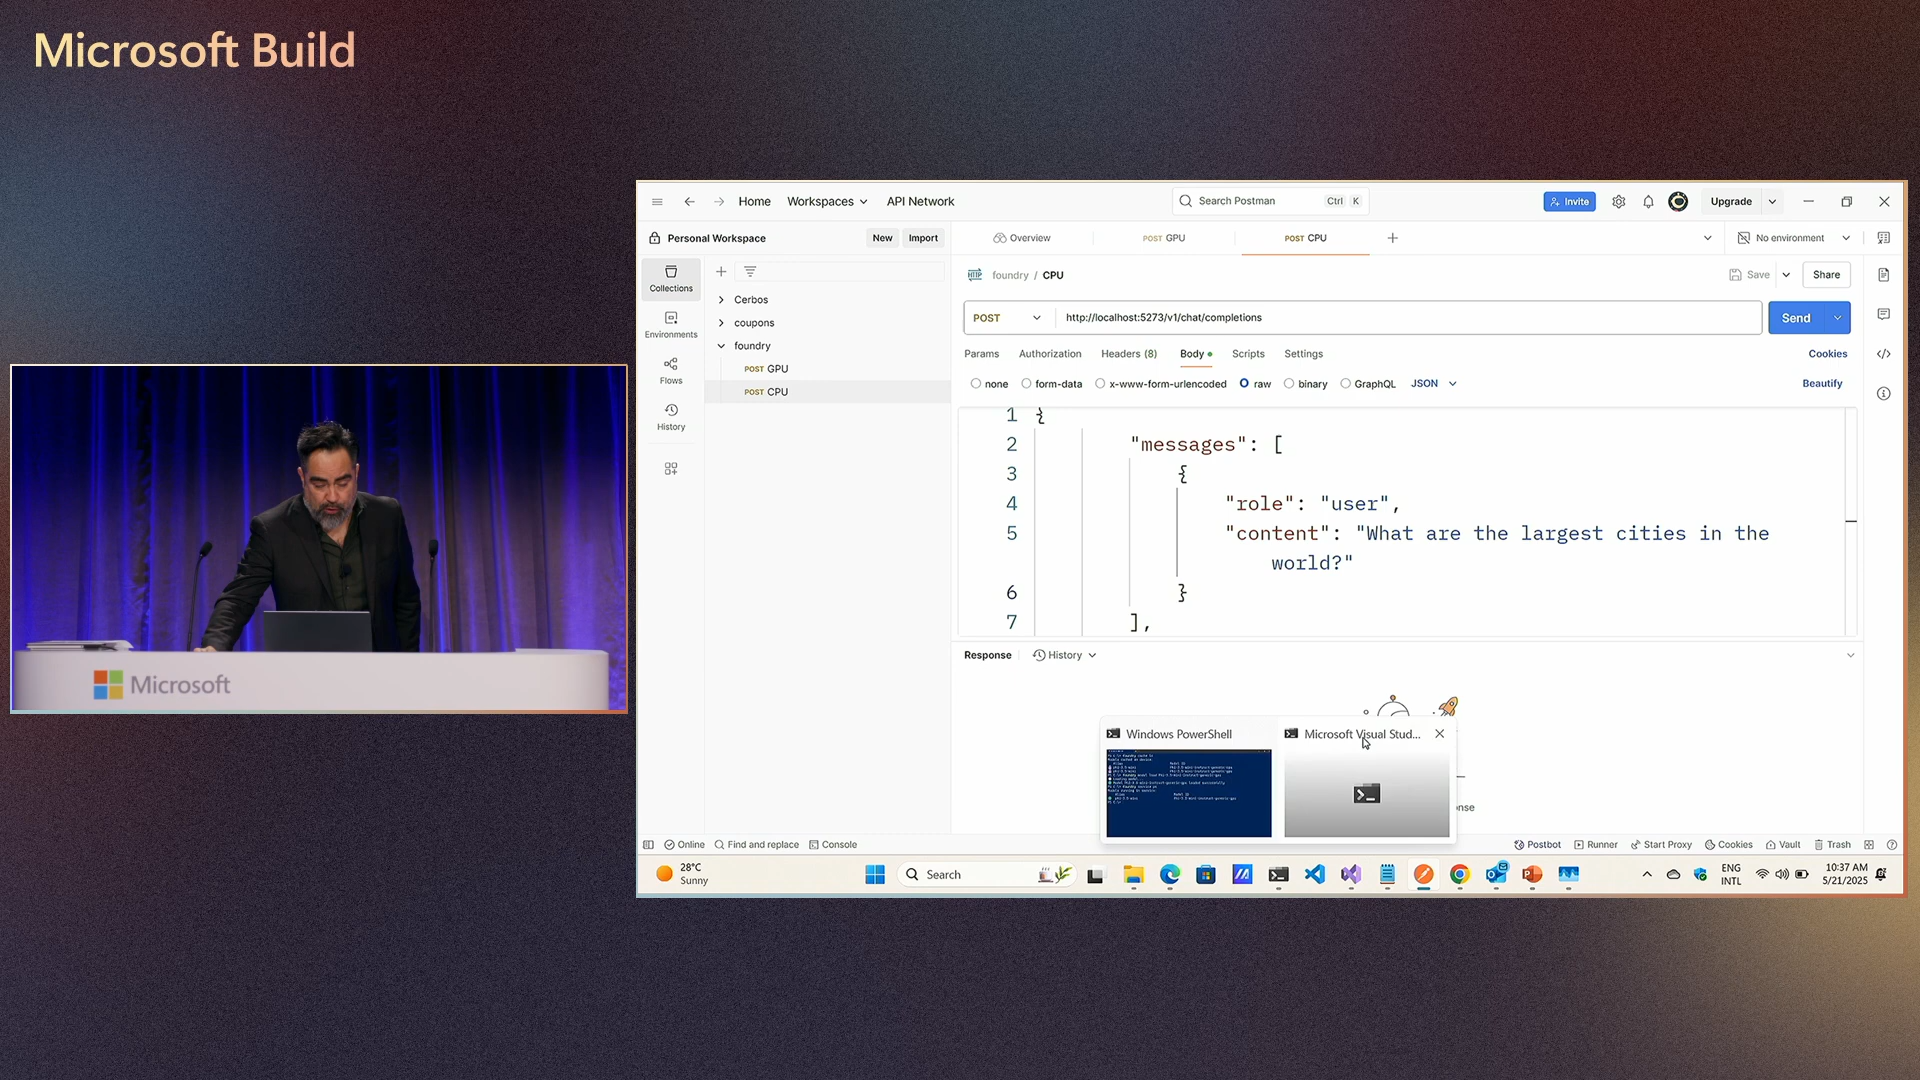 Microsoft Build
Home
Workspaces
API Network
Search Postman
Ctrl K
Invite
Upgrade
Personal Workspace
New
Import
Overview
POST GPU
POST CPU
No environment
Collections
Environments
Flows
History
Cerbos
coupons
foundry
POST GPU
POST CPU
HTTP
foundry / CPU
Save
Share
POST
http://localhost:5273/v1/chat/completions
Send
Params
Authorization
Headers (8)
Body
Scripts
Settings
Cookies
none
form-data
x-www-form-urlencoded
raw
binary
GraphQL
JSON
Beautify
1 {
2 "messages": [
3 {
4 "role": "user",
5 "content": "What are the largest cities in the
world?"
6 }
7 ],
Response
History
Windows PowerShell
Microsoft Visual Stud...
Online
Find and replace
Console
Postbot
Runner
Start Proxy
Cookies
Vault
Trash
28°C
Sunny
Search
ENG
INTL
10:37 AM
5/21/2025
Microsoft